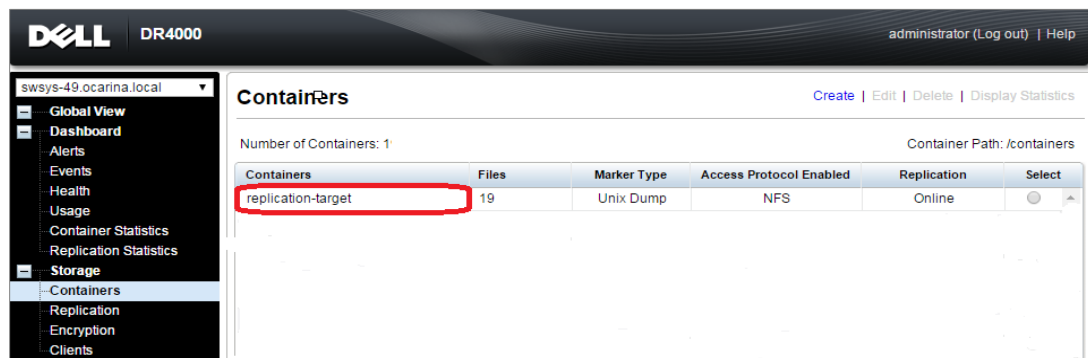 DELL DR4000 administrator (Log out) | Help
swsys-49.ocarina.local
Global View
Dashboard
Alerts
Events
Health
Usage
Container Statistics
Replication Statistics
Storage
Containers
Replication
Encryption
Clients
Containers Create | Edit | Delete | Display Statistics
Number of Containers: 1 Container Path: /containers
Containers Files Marker Type Access Protocol Enabled Replication Select
replication-target 19 Unix Dump NFS Online